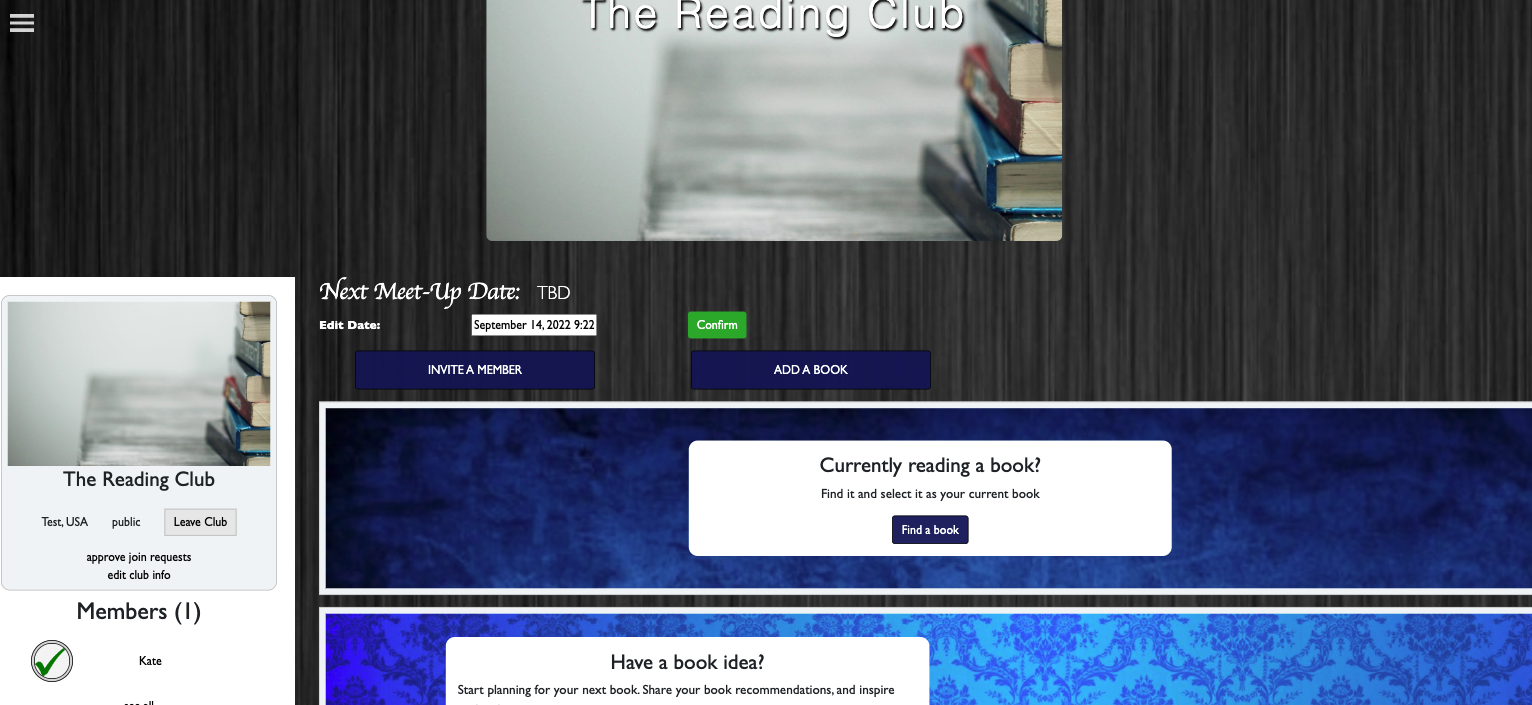 The Reading Club
Next Meet-Up Date: TBD
Edit Date: September 14, 2022 9:22 Confirm
INVITE A MEMBER ADD A BOOK
Currently reading a book?
Find it and select it as your current book
Find a book
Have a book idea?
Start planning for your next book. Share your book recommendations, and inspire
The Reading Club
Test, USA public Leave Club
approve join requests
edit club info
Members (1)
Kate